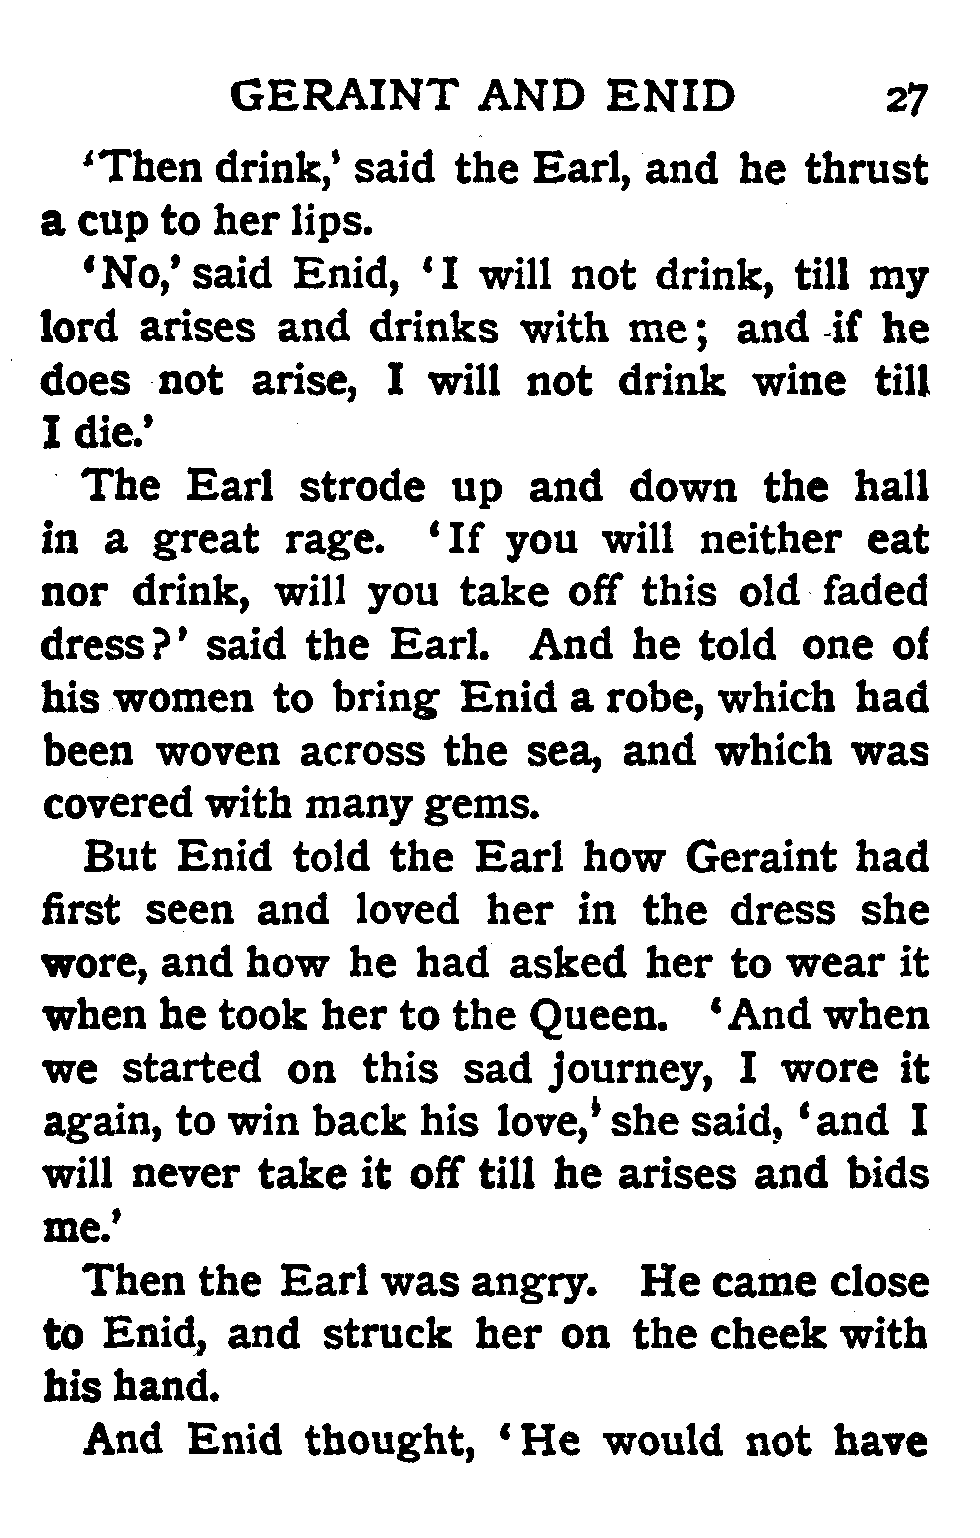 GERAINT AND ENID 27
'Then drink,' said the Earl, and he thrust
a cup to her lips.
'No,' said Enid, 'I will not drink, till my
lord arises and drinks with me; and if he
does not arise, I will not drink wine till
I die.'
The Earl strode up and down the hall
in a great rage. 'If you will neither eat
nor drink, will you take off this old faded
dress?' said the Earl. And he told one of
his women to bring Enid a robe, which had
been woven across the sea, and which was
covered with many gems.
But Enid told the Earl how Geraint had
first seen and loved her in the dress she
wore, and how he had asked her to wear it
when he took her to the Queen. 'And when
we started on this sad journey, I wore it
again, to win back his love,' she said, 'and I
will never take it off till he arises and bids
me.'
Then the Earl was angry. He came close
to Enid, and struck her on the cheek with
his hand.
And Enid thought, 'He would not have